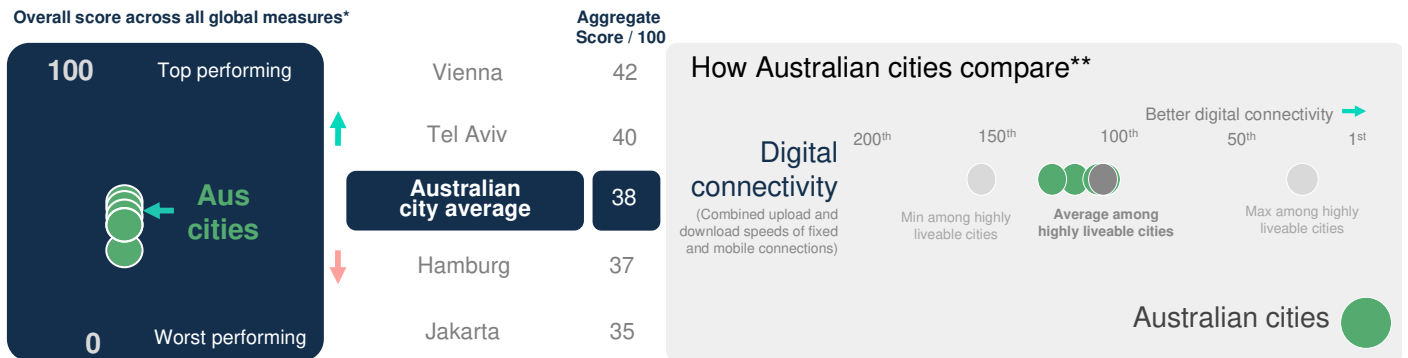 Overall score across all global measures*
Aggregate
Score / 100
100
Top performing
Aus
cities
0
Worst performing
Vienna 42
Tel Aviv 40
Australian
city average
38
Hamburg 37
Jakarta 35
How Australian cities compare**
Better digital connectivity
200th 150th 100th 50th 1st
Digital
connectivity
(Combined upload and
download speeds of fixed
and mobile connections)
Min among highly
liveable cities
Average among
highly liveable cities
Max among highly
liveable cities
Australian cities